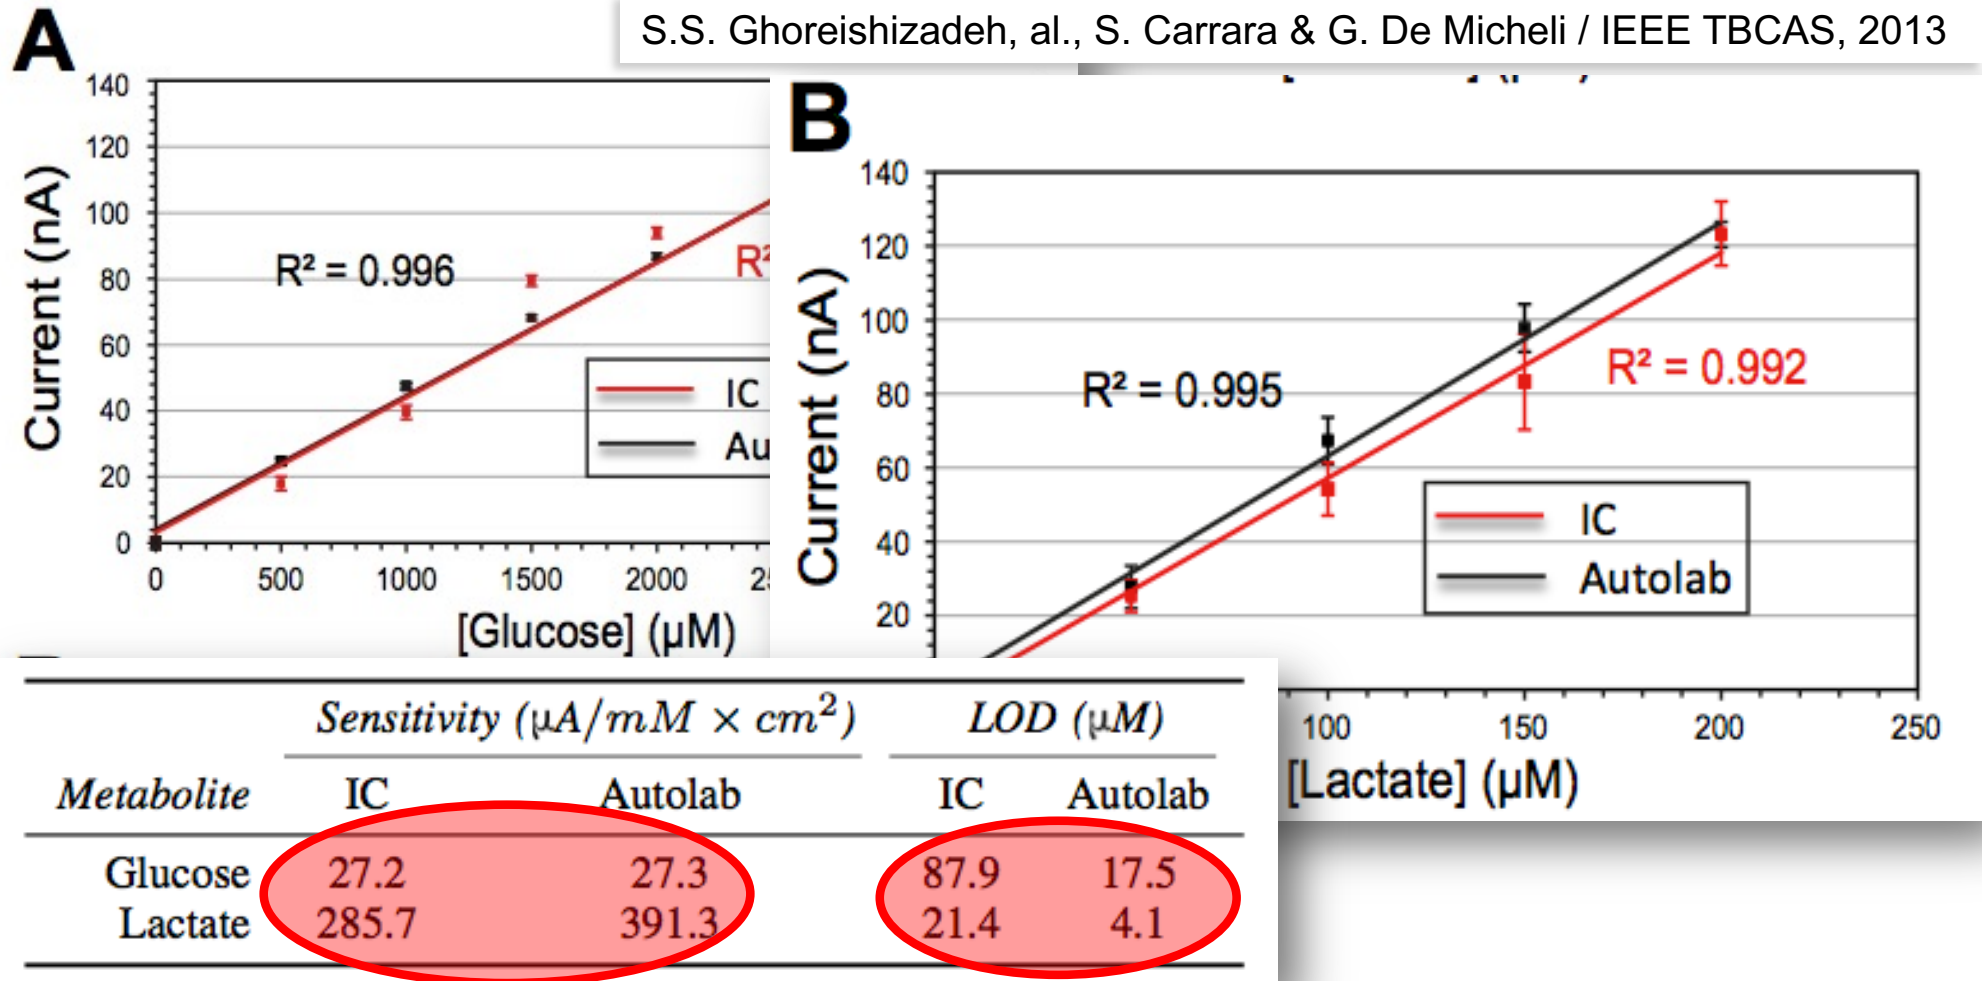 S.S. Ghoreishizadeh, al., S. Carrara & G. De Micheli / IEEE TBCAS, 2013
A
140
120
100
80
60
40
20
0
Current (nA)
R² = 0.996
R²
IC
Au
0 500 1000 1500 2000 25
[Glucose] (µM)
B
140
120
100
80
60
40
20
Current (nA)
R² = 0.995
R² = 0.992
IC
Autolab
100 150 200 250
[Lactate] (µM)
Sensitivity (µA/mM × cm²) LOD (µM)
Metabolite IC Autolab IC Autolab
Glucose 27.2 27.3 87.9 17.5
Lactate 285.7 391.3 21.4 4.1